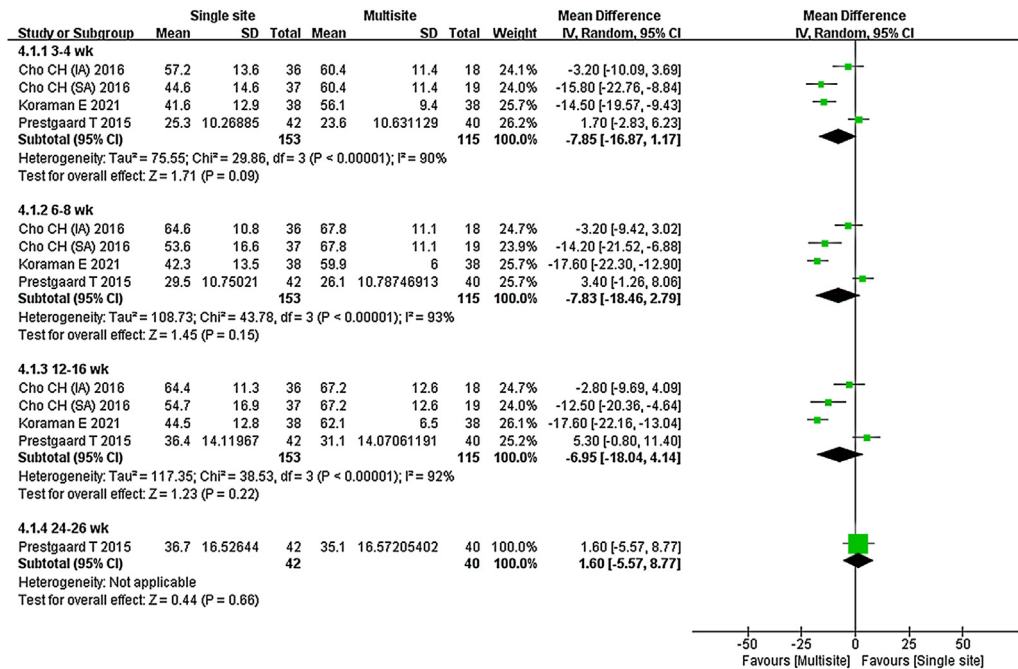 Single site Multisite Mean Difference Mean Difference
Study or Subgroup Mean SD Total Mean SD Total Weight IV, Random, 95% CI IV, Random, 95% CI
4.1.1 3-4 wk
Cho CH (IA) 2016 57.2 13.6 36 60.4 11.4 18 24.1% -3.20 [-10.09, 3.69]
Cho CH (SA) 2016 44.6 14.6 37 60.4 11.4 19 24.0% -15.80 [-22.76, -8.84]
Koraman E 2021 41.6 12.9 38 56.1 9.4 38 25.7% -14.50 [-19.57, -9.43]
Prestgaard T 2015 25.3 10.26885 42 23.6 10.631129 40 26.2% 1.70 [-2.83, 6.23]
Subtotal (95% CI) 153 115 100.0% -7.85 [-16.87, 1.17]
Heterogeneity: Tau² = 75.55; Chi² = 29.86, df = 3 (P < 0.00001); I² = 90%
Test for overall effect: Z = 1.71 (P = 0.09)
4.1.2 6-8 wk
Cho CH (IA) 2016 64.6 10.8 36 67.8 11.1 18 24.7% -3.20 [-9.42, 3.02]
Cho CH (SA) 2016 53.6 16.6 37 67.8 11.1 19 23.9% -14.20 [-21.52, -6.88]
Koraman E 2021 42.3 13.5 38 59.9 6 38 25.7% -17.60 [-22.30, -12.90]
Prestgaard T 2015 29.5 10.75021 42 26.1 10.78746913 40 25.7% 3.40 [-1.26, 8.06]
Subtotal (95% CI) 153 115 100.0% -7.83 [-18.46, 2.79]
Heterogeneity: Tau² = 108.73; Chi² = 43.78, df = 3 (P < 0.00001); I² = 93%
Test for overall effect: Z = 1.45 (P = 0.15)
4.1.3 12-16 wk
Cho CH (IA) 2016 64.4 11.3 36 67.2 12.6 18 24.7% -2.80 [-9.69, 4.09]
Cho CH (SA) 2016 54.7 16.9 37 67.2 12.6 19 24.0% -12.50 [-20.36, -4.64]
Koraman E 2021 44.5 12.8 38 62.1 6.5 38 26.1% -17.60 [-22.16, -13.04]
Prestgaard T 2015 36.4 14.11967 42 31.1 14.07061191 40 25.2% 5.30 [-0.80, 11.40]
Subtotal (95% CI) 153 115 100.0% -6.95 [-18.04, 4.14]
Heterogeneity: Tau² = 117.35; Chi² = 38.53, df = 3 (P < 0.00001); I² = 92%
Test for overall effect: Z = 1.23 (P = 0.22)
4.1.4 24-26 wk
Prestgaard T 2015 36.7 16.52644 42 35.1 16.57205402 40 100.0% 1.60 [-5.57, 8.77]
Subtotal (95% CI) 42 40 100.0% 1.60 [-5.57, 8.77]
Heterogeneity: Not applicable
Test for overall effect: Z = 0.44 (P = 0.66)
-50 -25 0 25 50
Favours [Multisite] Favours [Single site]